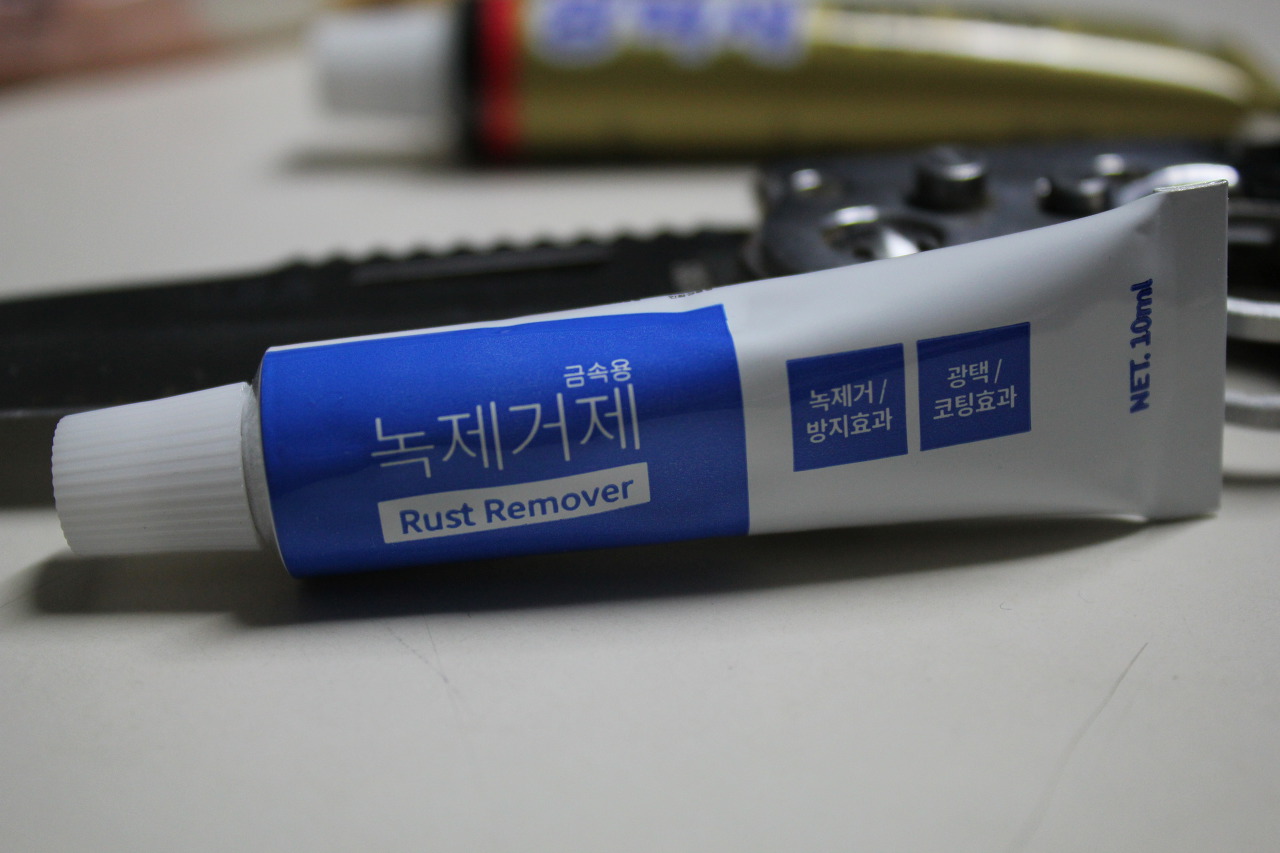 금속용
녹제거제
Rust Remover
녹제거 /
방지효과
광택 /
코팅효과
NET. 10ml